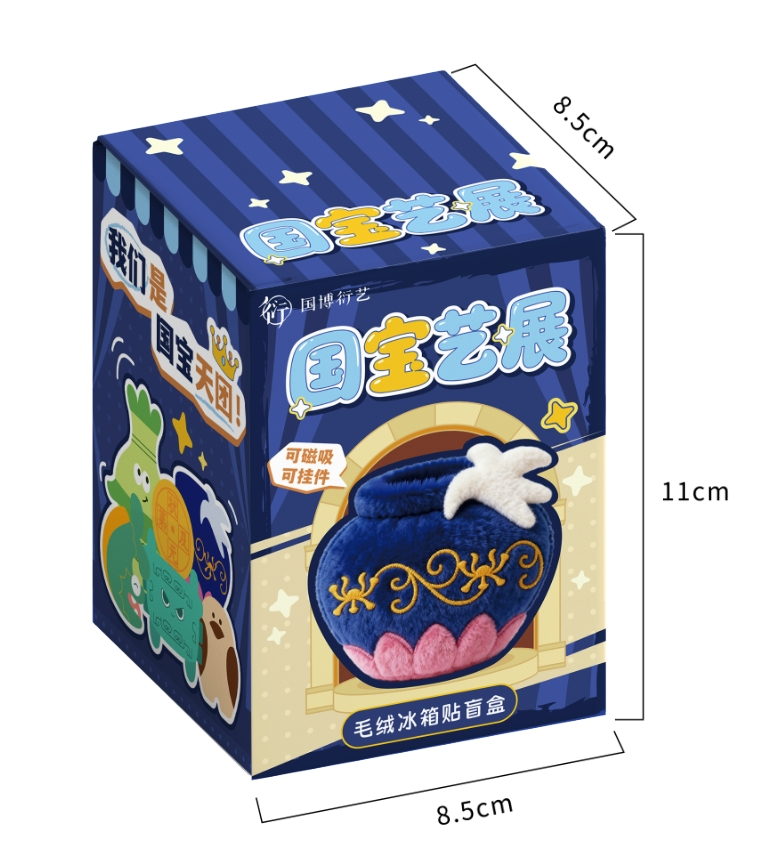 国宝艺展
国博衍艺
国宝艺展
我们是
国宝天团!
可磁吸
可挂件
毛绒冰箱贴盲盒
8.5cm
11cm
8.5cm